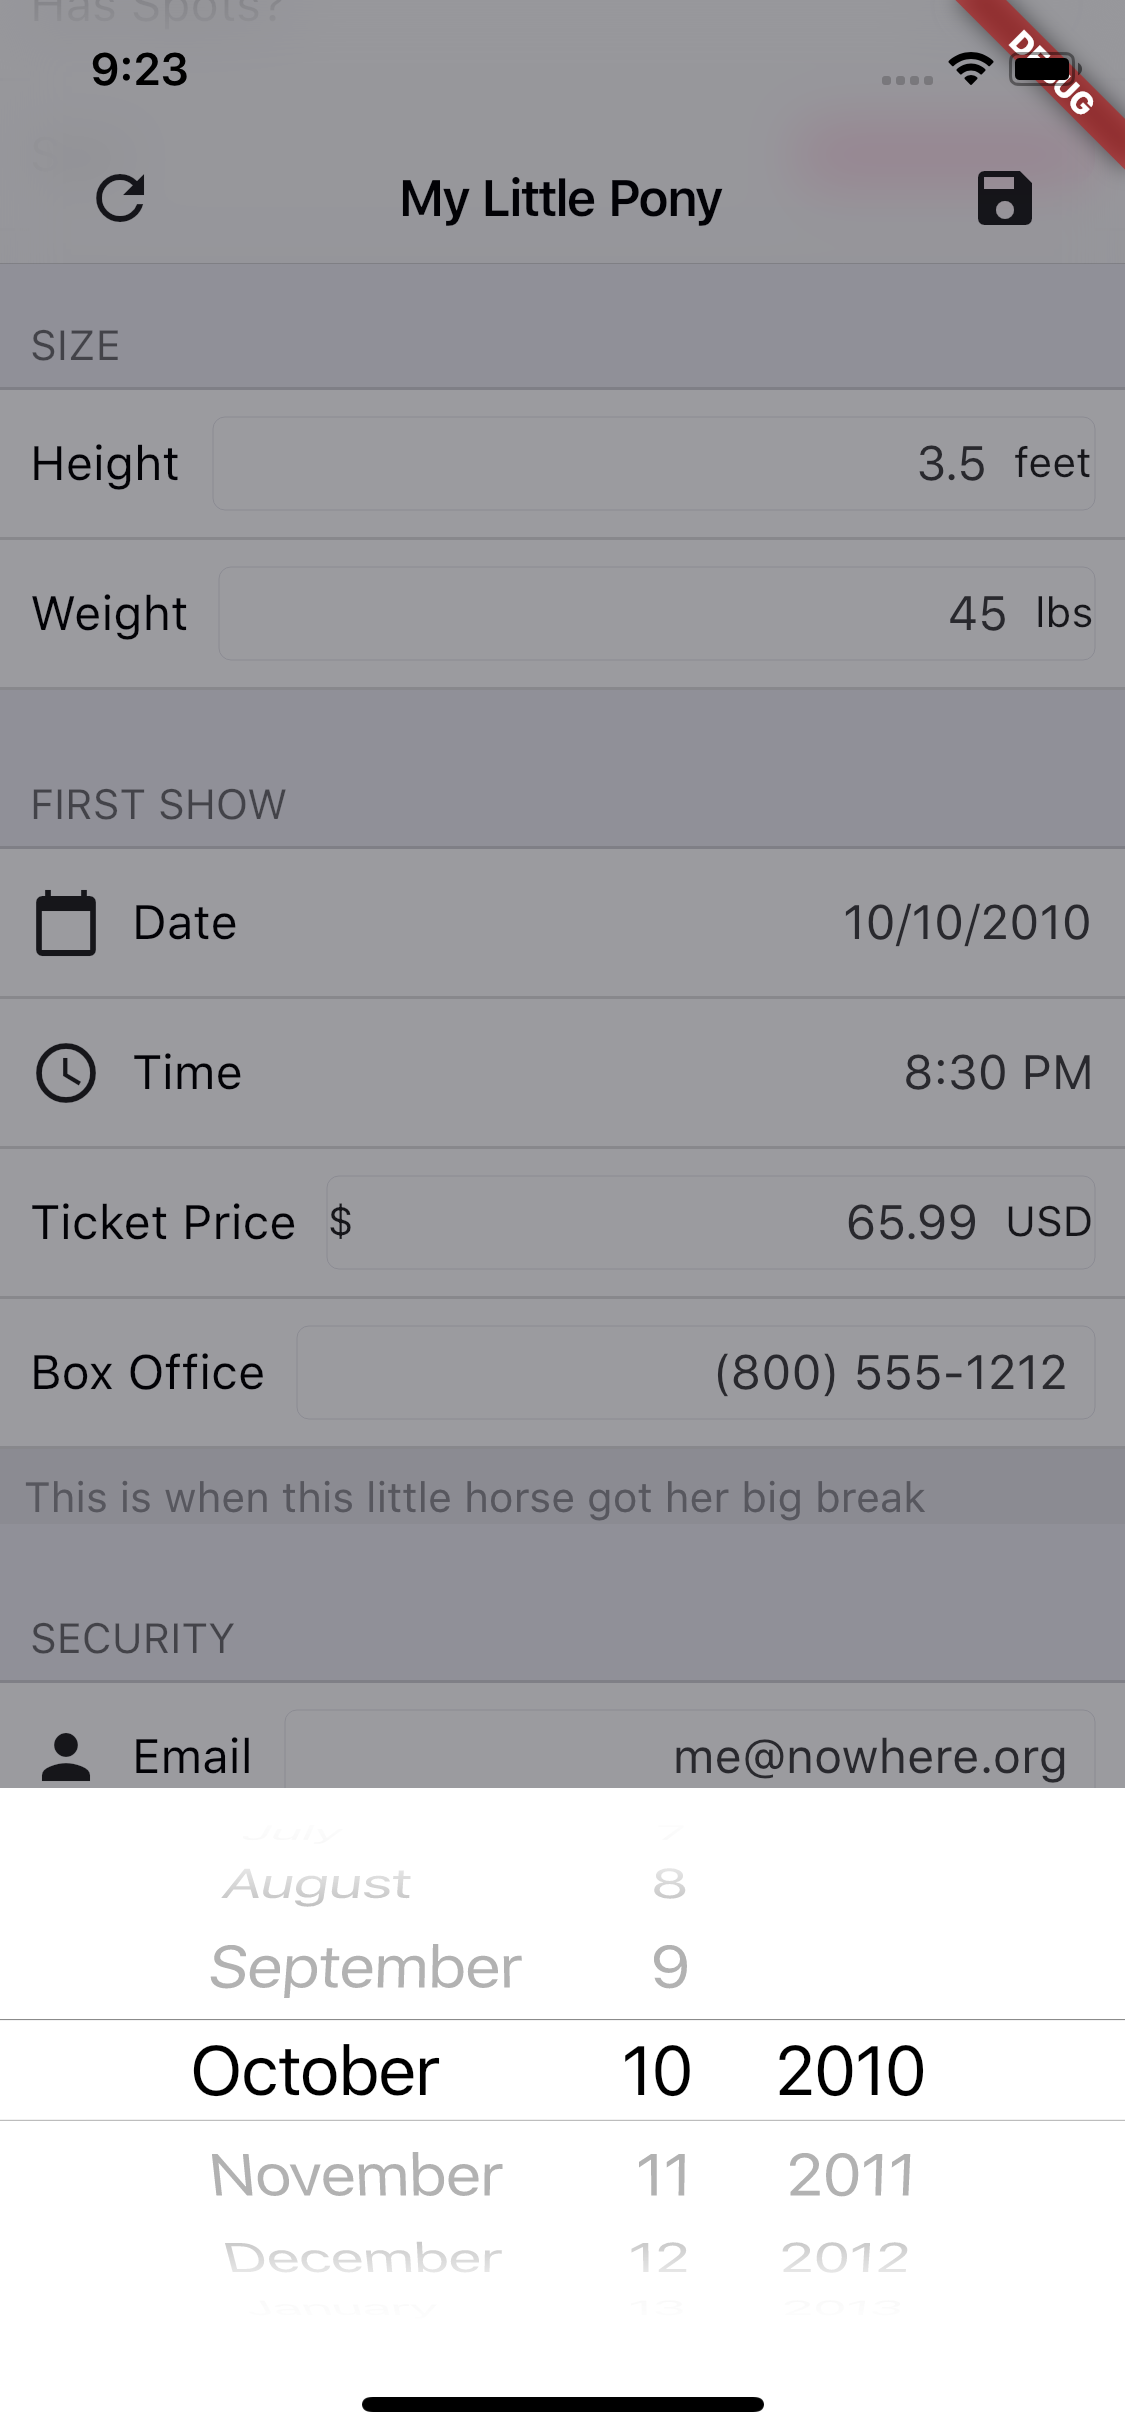 Has Spots?
9:23
DEBUG
My Little Pony
SIZE
Height 3.5 feet
Weight 45 lbs
FIRST SHOW
Date 10/10/2010
Time 8:30 PM
Ticket Price $ 65.99 USD
Box Office (800) 555-1212
This is when this little horse got her big break
SECURITY
Email me@nowhere.org
July 7
August 8
September 9
October 10 2010
November 11 2011
December 12 2012
January 13 2013